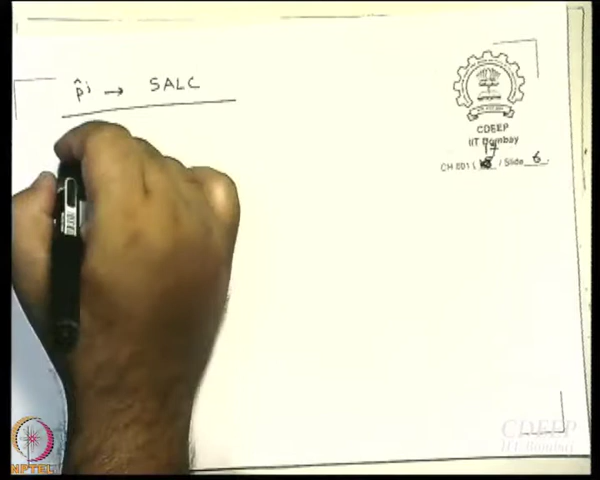 p̂ʲ → SALC
CDEEP
IIT Bombay
17
CH 601 ( / Slide 6
CDEEP
IIT Bombay
NPTEL